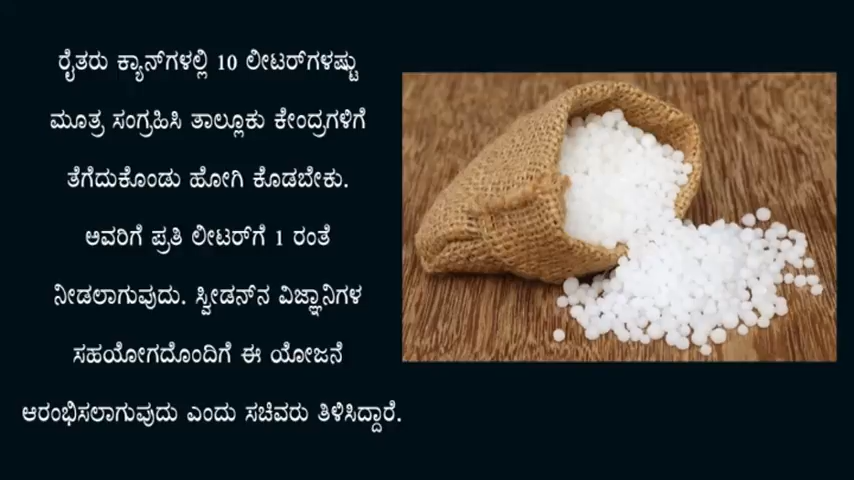 ರೈತರು ಕ್ಯಾನ್‌ಗಳಲ್ಲಿ 10 ಲೀಟರ್‌ಗಳಷ್ಟು
ಮೂತ್ರ ಸಂಗ್ರಹಿಸಿ ತಾಲ್ಲೂಕು ಕೇಂದ್ರಗಳಿಗೆ
ತೆಗೆದುಕೊಂಡು ಹೋಗಿ ಕೊಡಬೇಕು.
ಅವರಿಗೆ ಪ್ರತಿ ಲೀಟರ್‌ಗೆ 1 ರಂತೆ
ನೀಡಲಾಗುವುದು. ಸ್ವೀಡನ್‌ನ ವಿಜ್ಞಾನಿಗಳ
ಸಹಯೋಗದೊಂದಿಗೆ ಈ ಯೋಜನೆ
ಆರಂಭಿಸಲಾಗುವುದು ಎಂದು ಸಚಿವರು ತಿಳಿಸಿದ್ದಾರೆ.